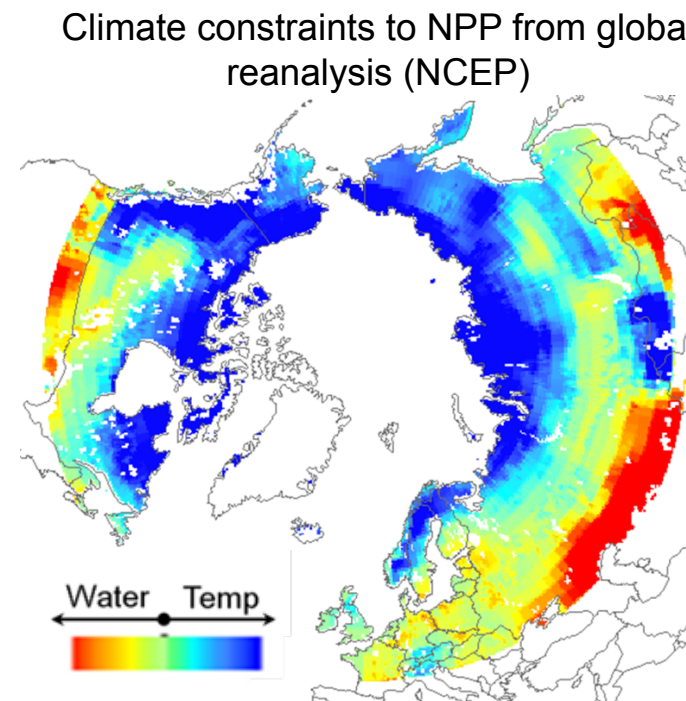 Climate constraints to NPP from globa
reanalysis (NCEP)
Water Temp